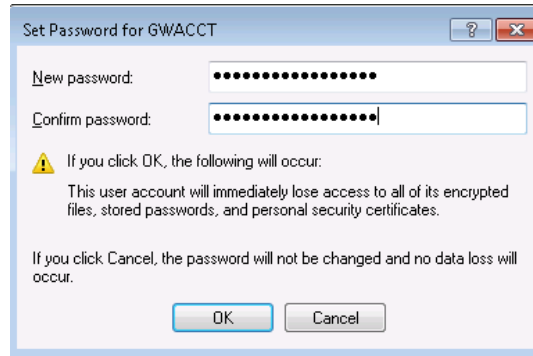 Set Password for GWACCT
New password: •••••••••••••••••
Confirm password: •••••••••••••••••
If you click OK, the following will occur:
This user account will immediately lose access to all of its encrypted
files, stored passwords, and personal security certificates.
If you click Cancel, the password will not be changed and no data loss will
occur.
OK Cancel